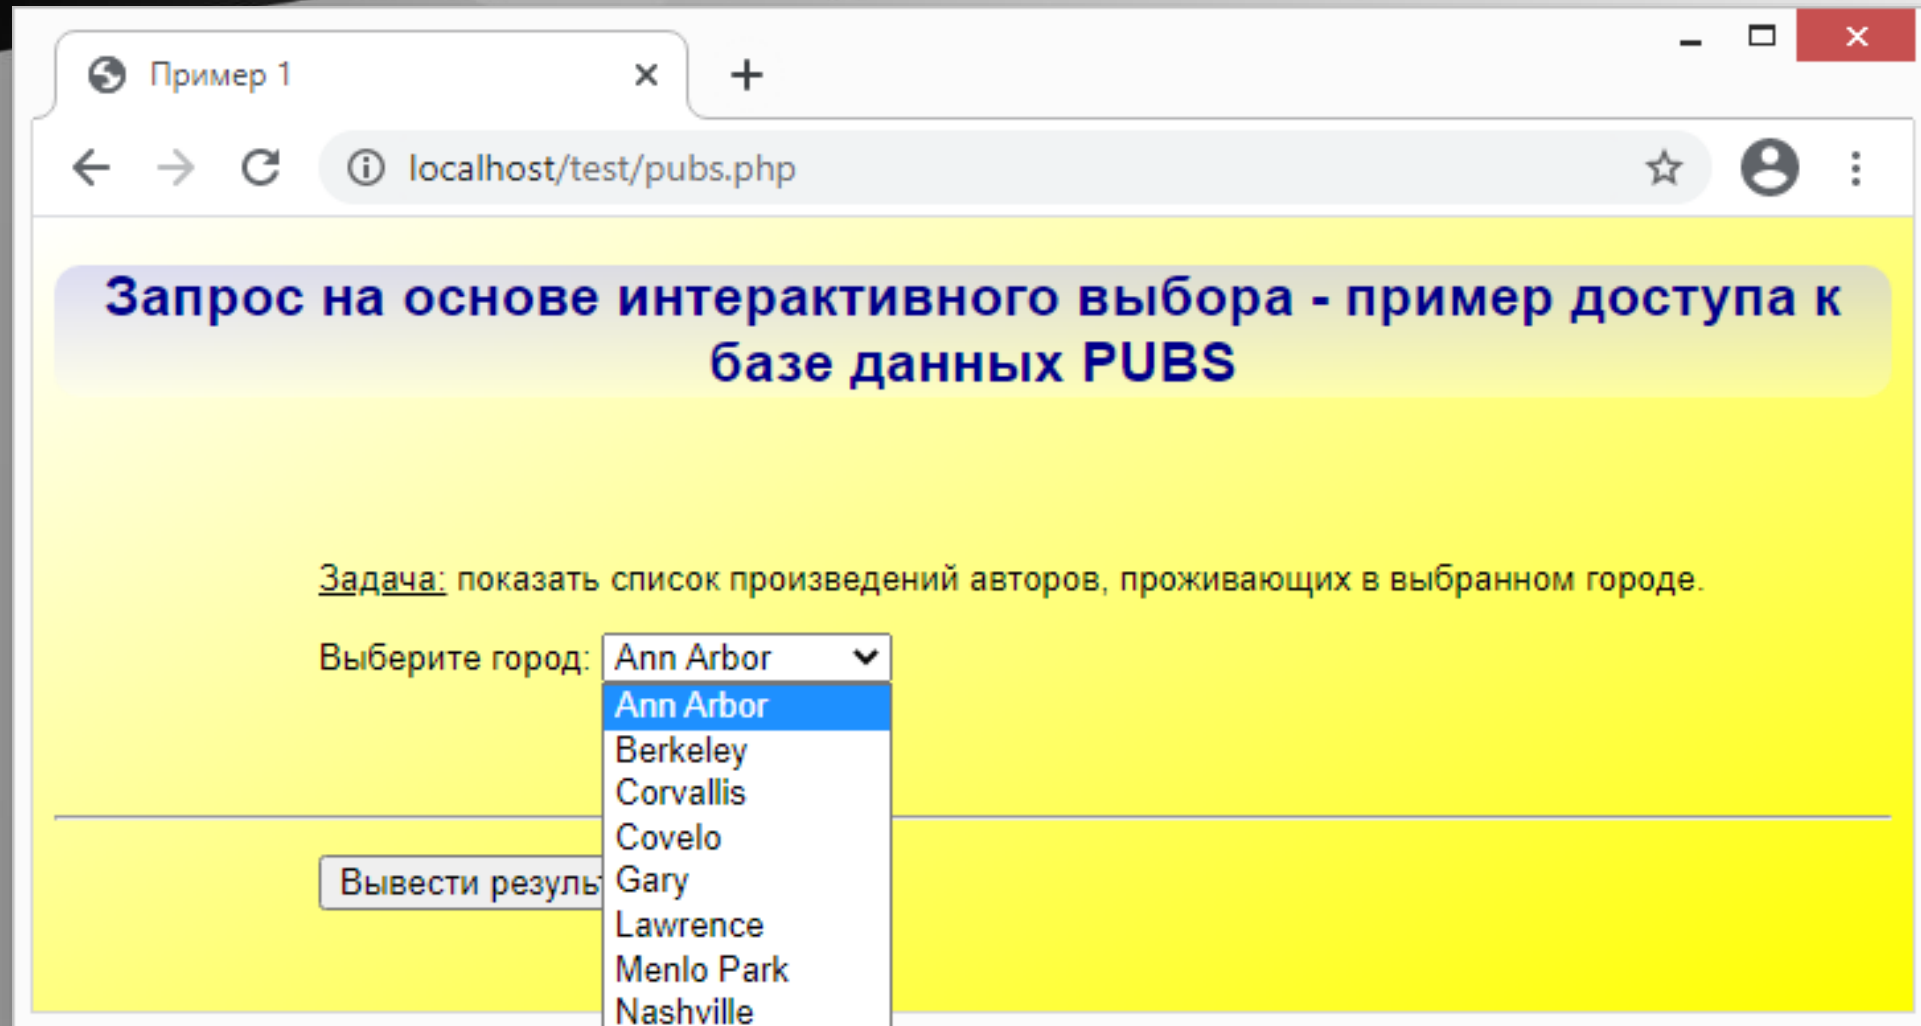 Пример 1
localhost/test/pubs.php
Запрос на основе интерактивного выбора - пример доступа к
базе данных PUBS
Задача: показать список произведений авторов, проживающих в выбранном городе.
Выберите город: Ann Arbor
Ann Arbor
Berkeley
Corvallis
Covelo
Вывести
Gary
Lawrence
Menlo Park
Nashville